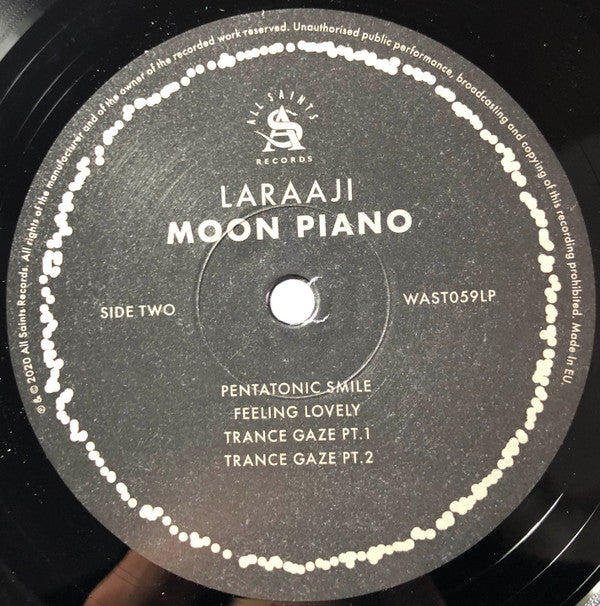 ℗ & © 2020 All Saints Records. All rights of the manufacturer and of the owner of the recorded work reserved. Unauthorised public performance, broadcasting and copying of this recording prohibited. Made In EU.
ALL SAINTS
AS
RECORDS
LARAAJI
MOON PIANO
SIDE TWO
WAST059LP
PENTATONIC SMILE
FEELING LOVELY
TRANCE GAZE PT.1
TRANCE GAZE PT.2